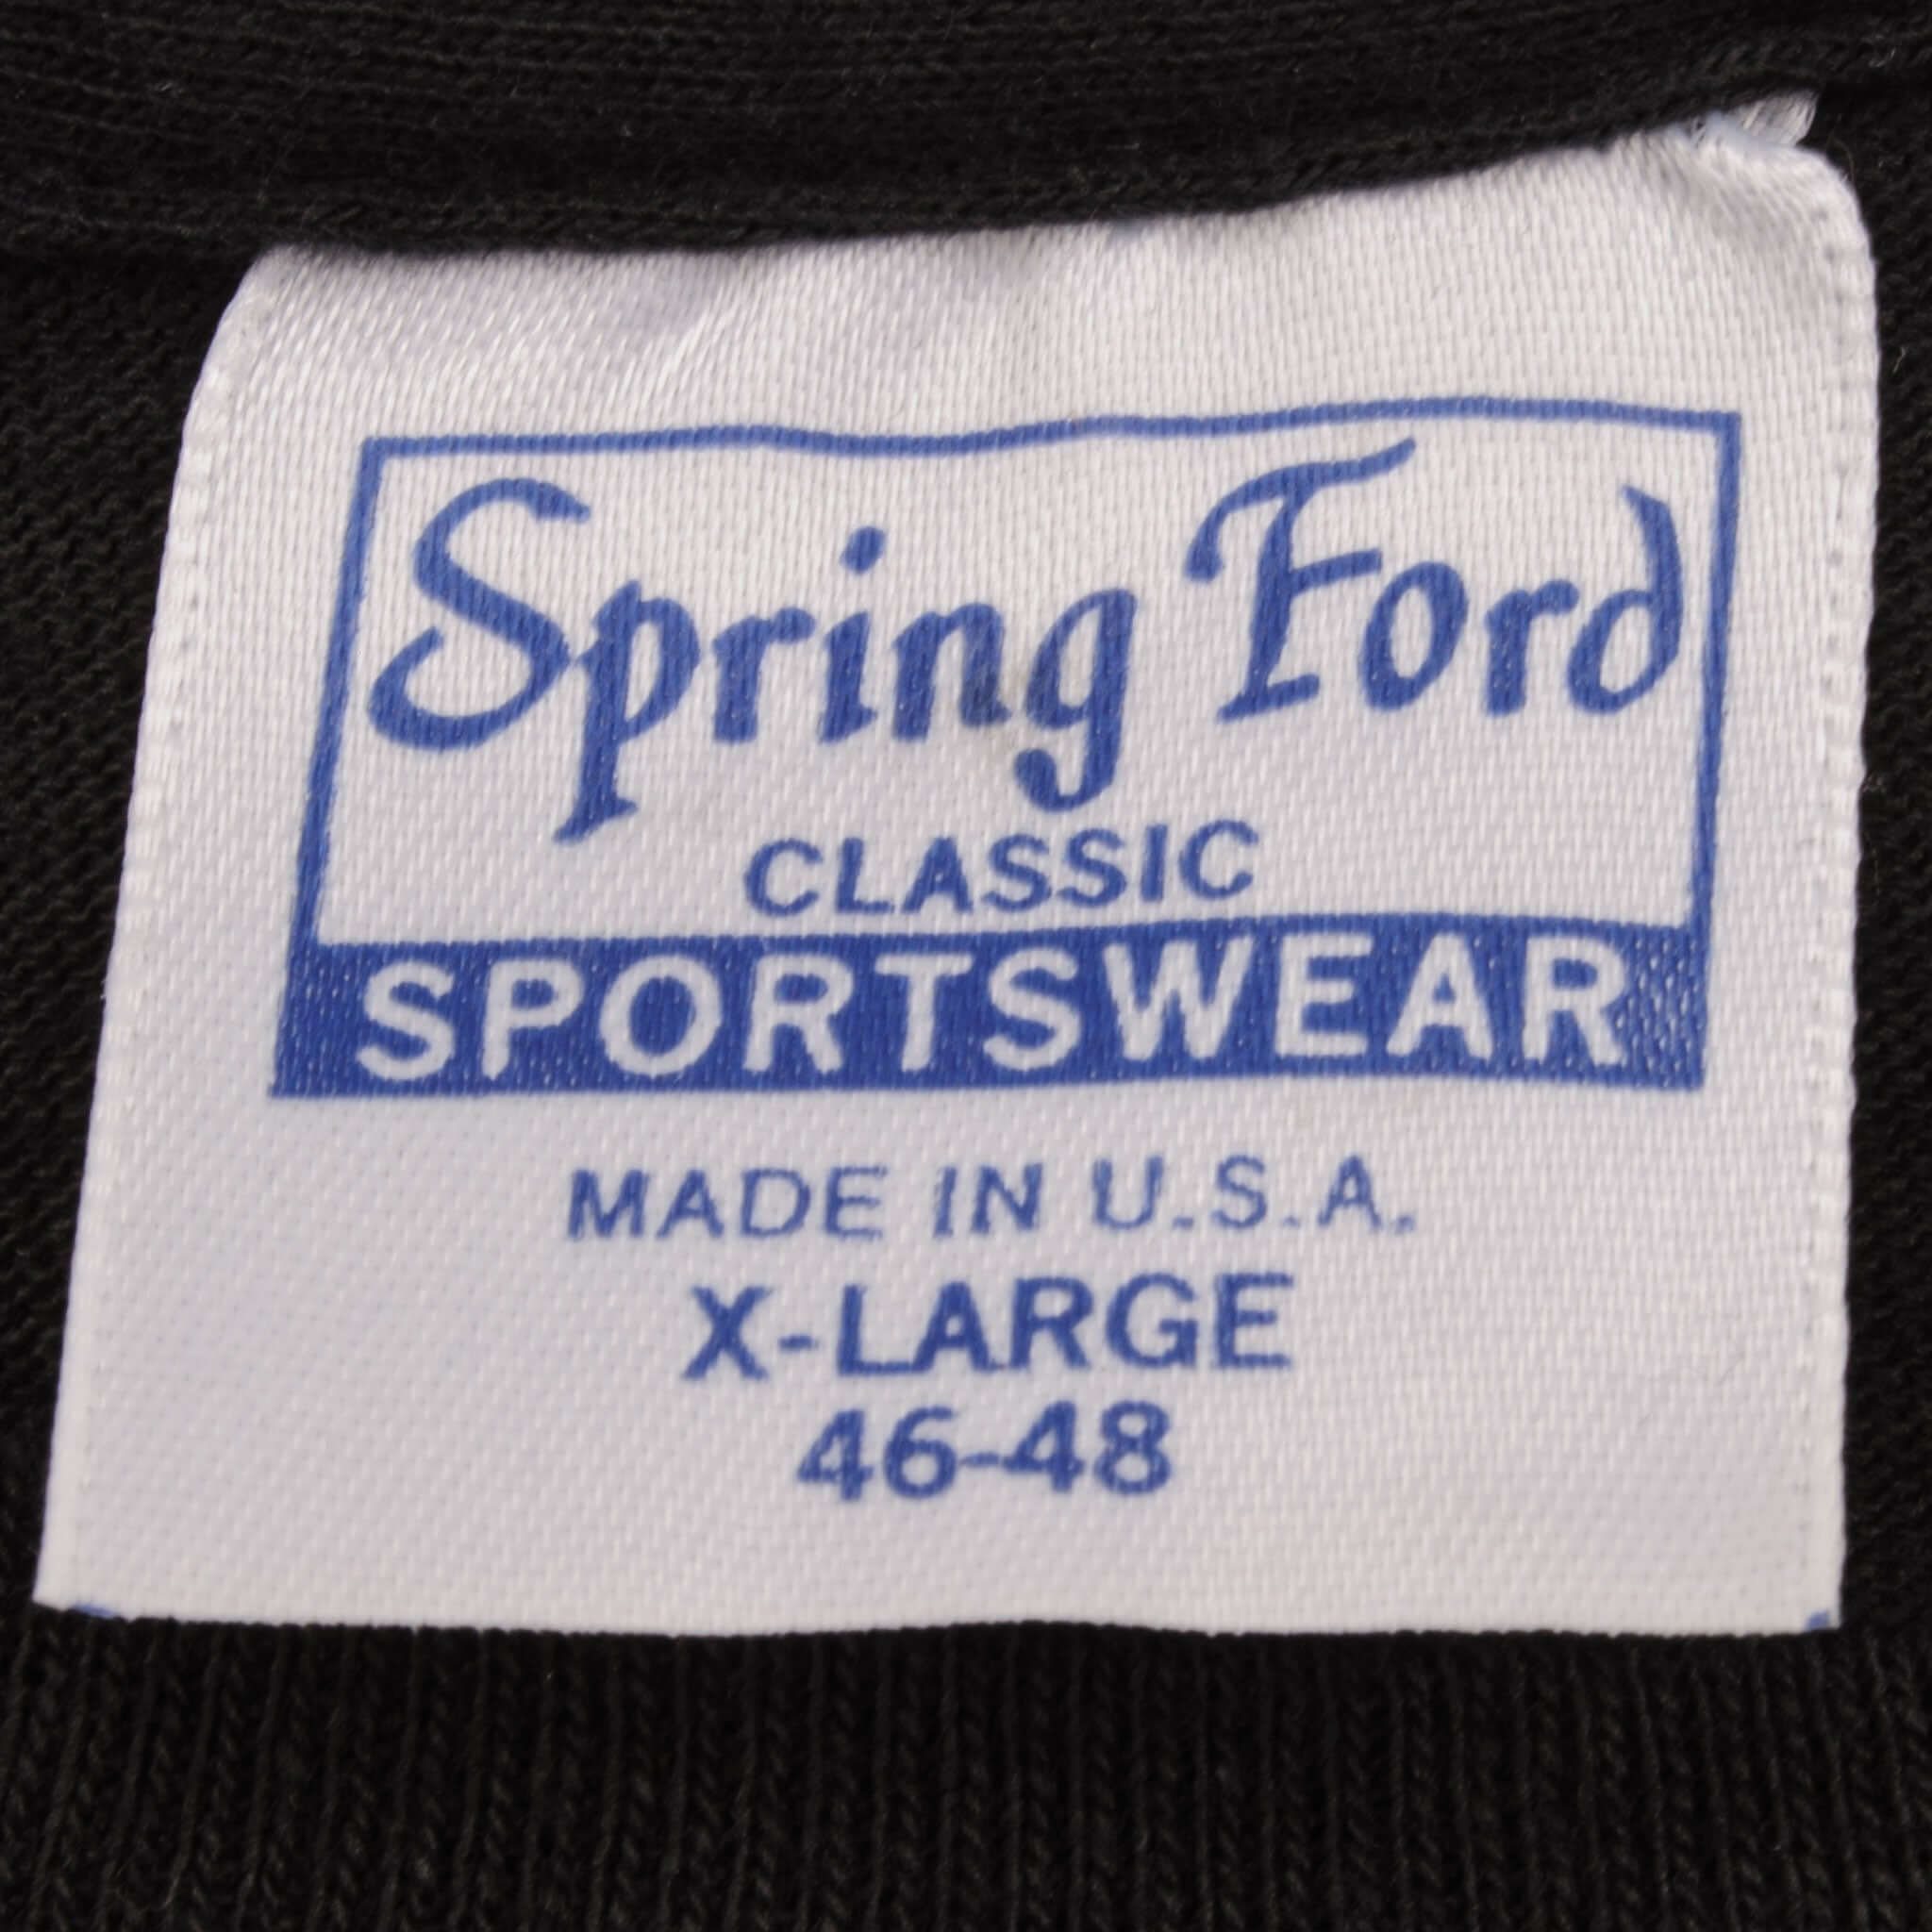 Spring Ford
CLASSIC
SPORTSWEAR
MADE IN U.S.A.
X-LARGE
46-48